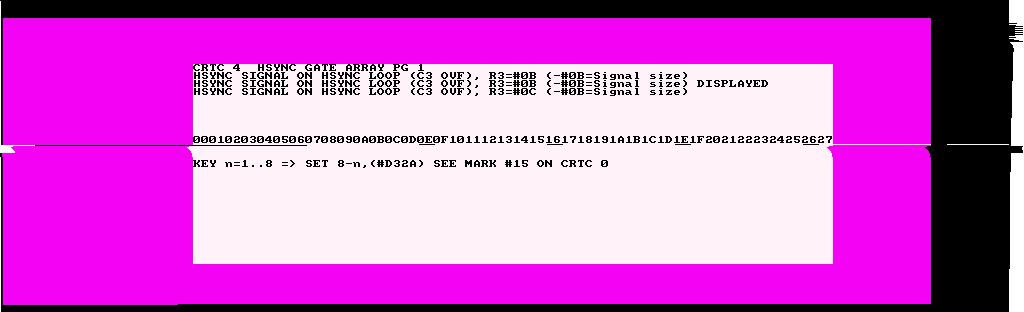 CRTC 4  HSYNC GATE ARRAY PG 1
HSYNC SIGNAL ON HSYNC LOOP (C3 OVF), R3=#0B (-#0B=Signal size)
HSYNC SIGNAL ON HSYNC LOOP (C3 OVF), R3=#0B (-#0B=Signal size) DISPLAYED
HSYNC SIGNAL ON HSYNC LOOP (C3 OVF), R3=#0C (-#0B=Signal size)
000102030405060708090A0B0C0D0E0F101112131415161718191A1B1C1D1E1F2021222324252627
KEY n=1..8 => SET 8-n,(#D32A) SEE MARK #15 ON CRTC 0